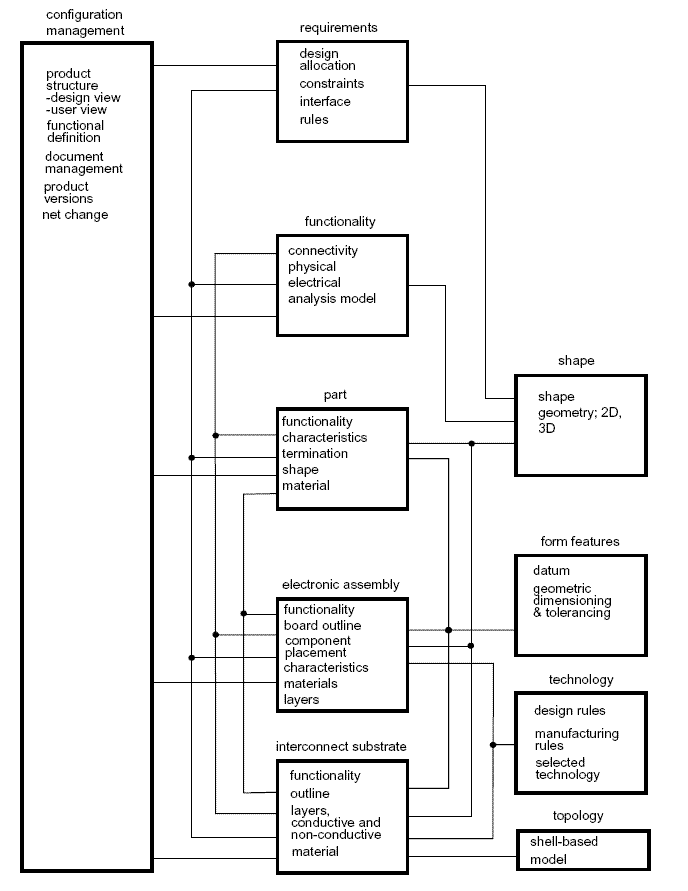 configuration
management
product
structure
-design view
-user view
functional
definition
document
management
product
versions
net change
requirements
design
allocation
constraints
interface
rules
functionality
connectivity
physical
electrical
analysis model
part
functionality
characteristics
termination
shape
material
electronic assembly
functionality
board outline
component
placement
characteristics
materials
layers
interconnect substrate
functionality
outline
layers,
conductive and
non-conductive
material
shape
shape
geometry; 2D,
3D
form features
datum
geometric
dimensioning
& tolerancing
technology
design rules
manufacturing
rules
selected
technology
topology
shell-based
model